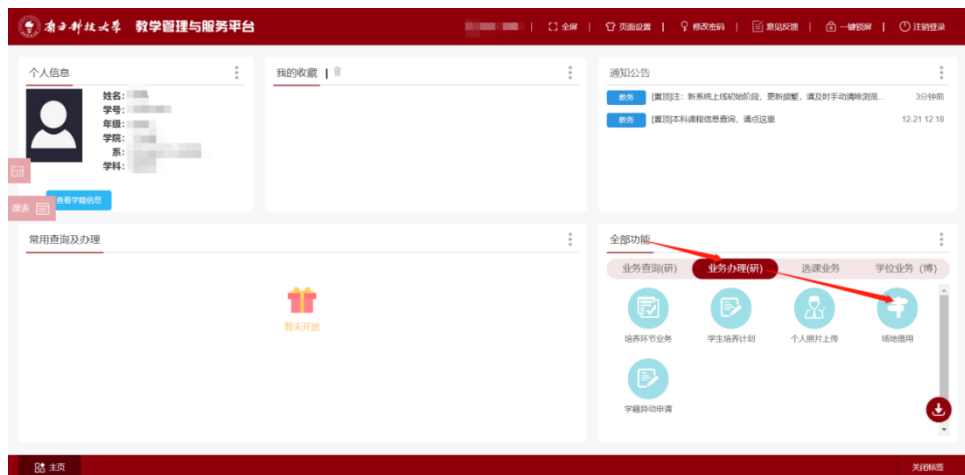 南方科技大学 教学管理与服务平台
全屏 | 页面设置 | 修改密码 | 意见反馈 | 一键锁屏 | 注销登录
个人信息
姓名:
学号:
年级:
学院:
系:
学科:
查看学籍信息
课表
我的收藏
通知公告
教务 [置顶]注：新系统上线初始阶段，更新频繁，请及时手动清除浏览... 3分钟前
教务 [置顶]本科课程信息查询，请点这里 12-21 12:18
常用查询及办理
暂未开放
全部功能
业务查询(研) 业务办理(研) 选课业务 学位业务（博）
培养环节业务 学生培养计划 个人照片上传 场地借用
学籍异动申请
主页 关闭标签